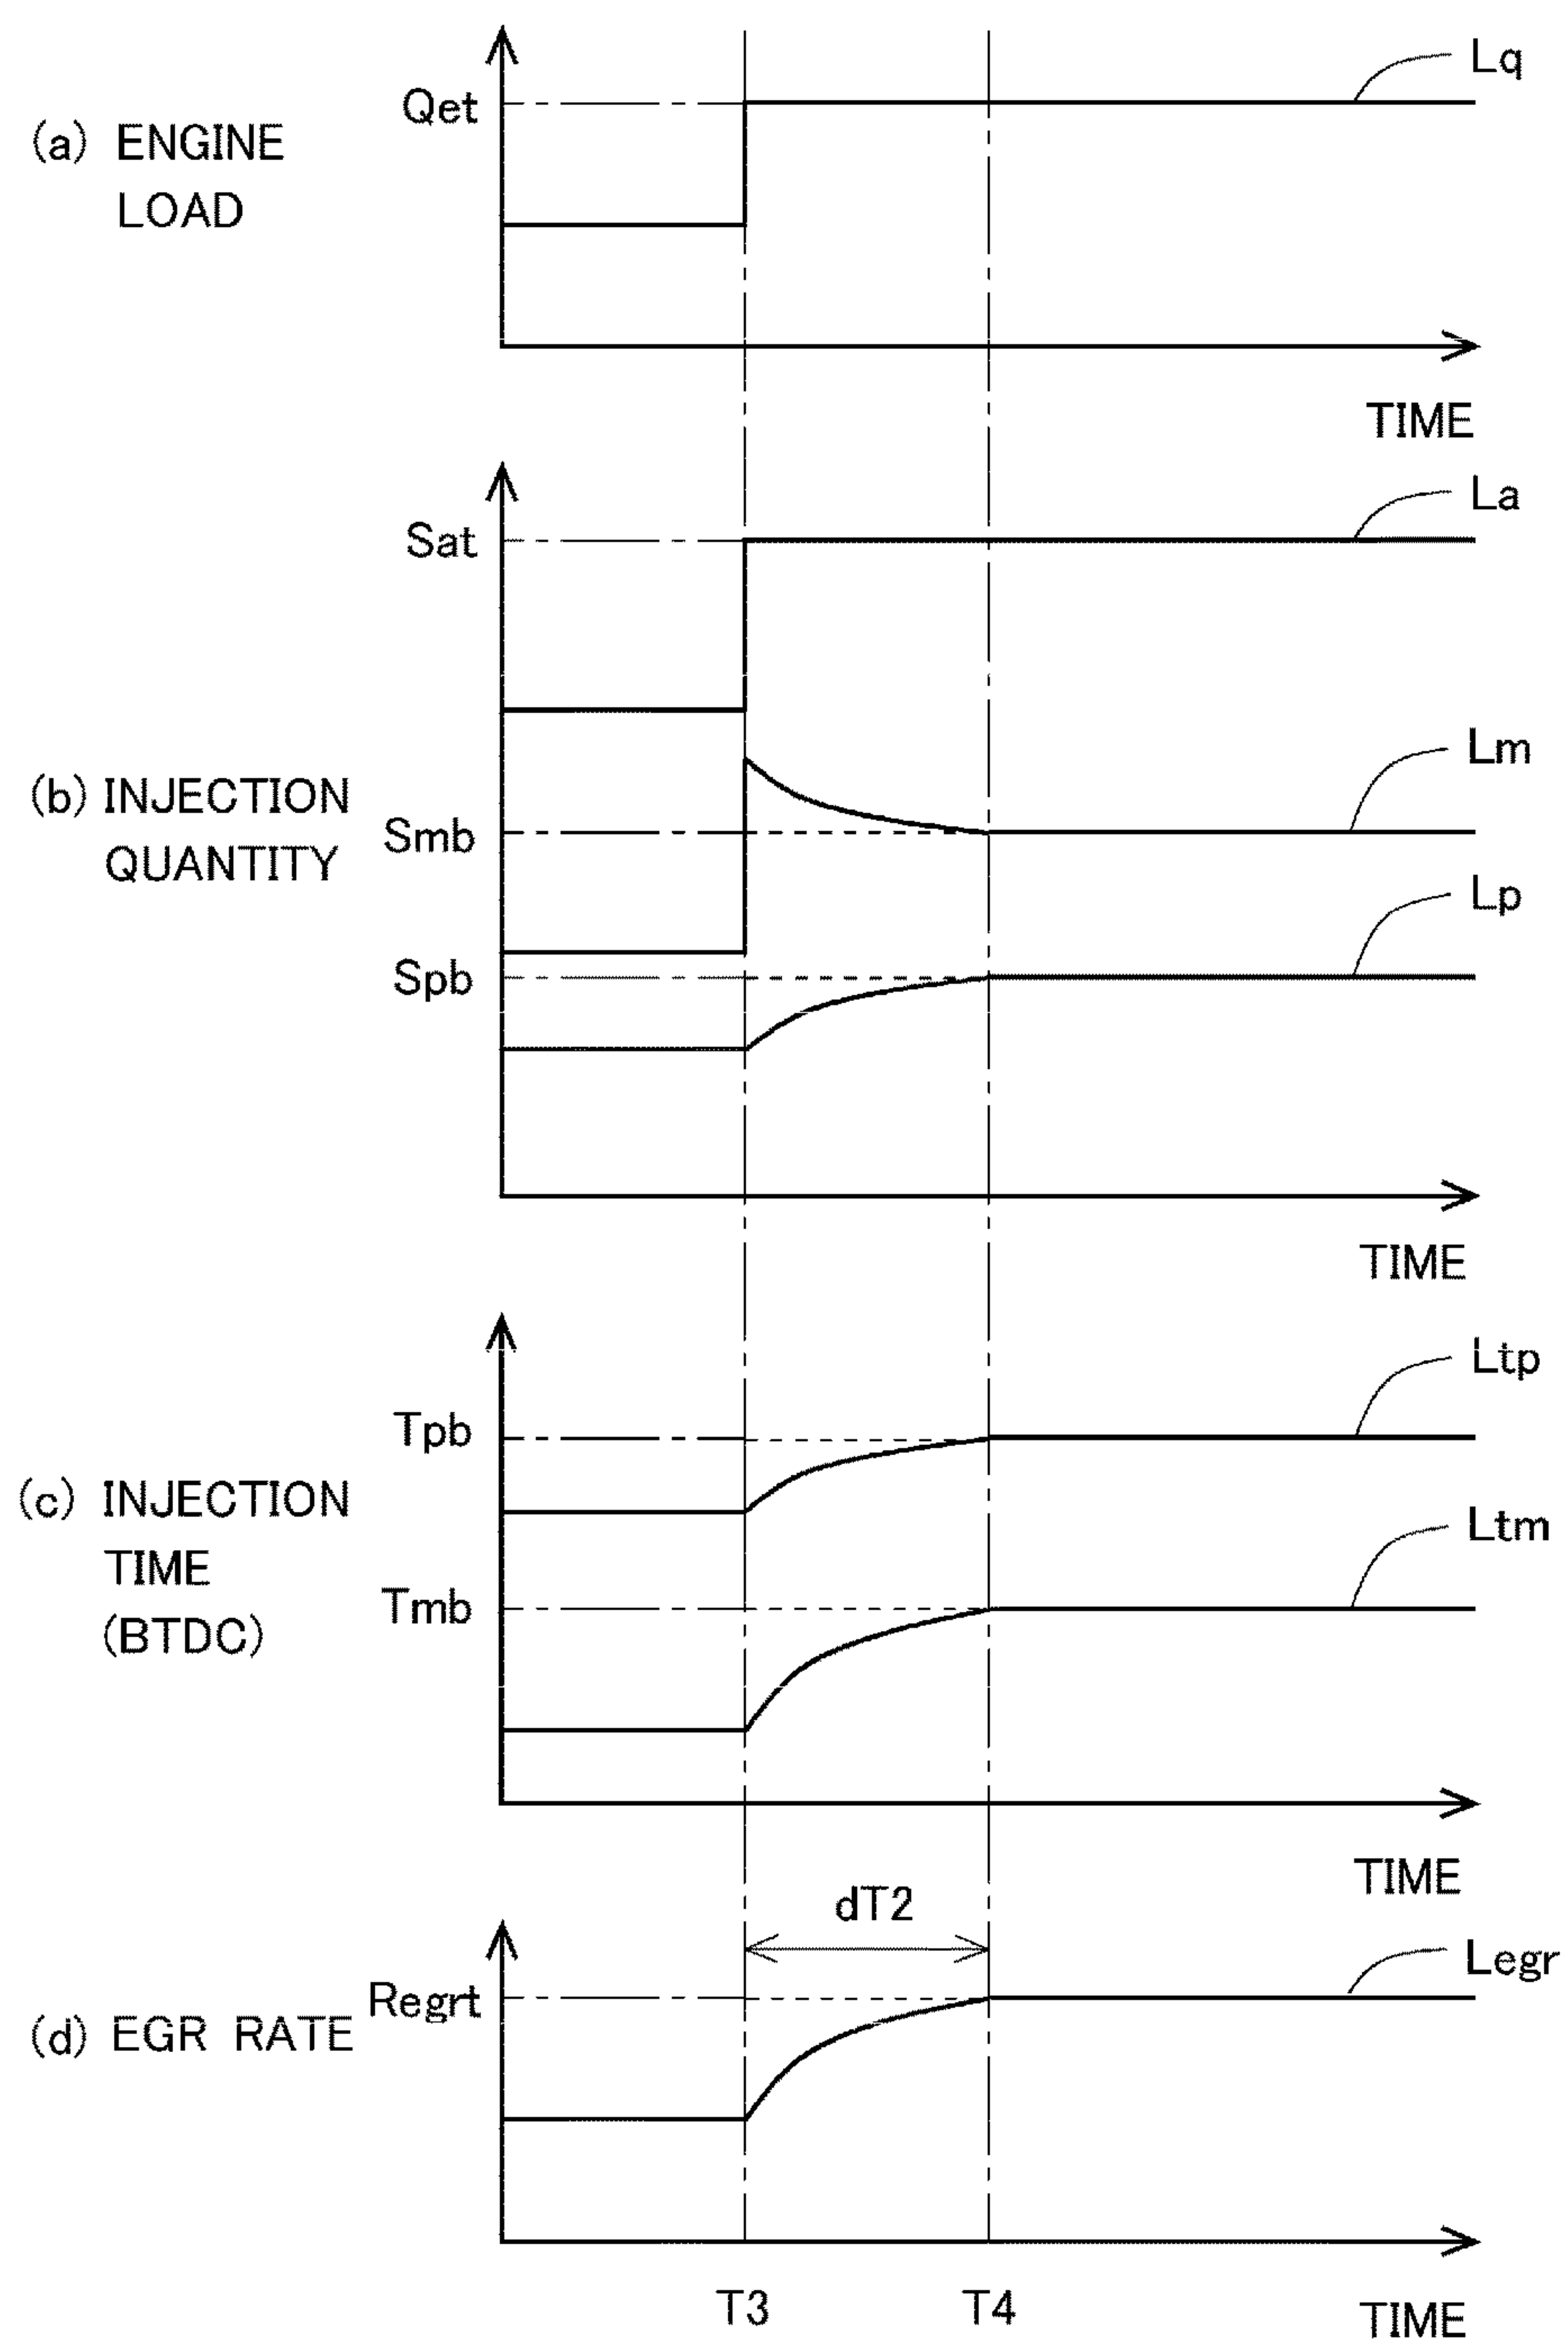 Lq
Qet
(a) ENGINE
LOAD
TIME
La
Sat
Lm
(b) INJECTION
QUANTITY
Smb
Lp
Spb
TIME
Ltp
Tpb
(c) INJECTION
TIME
(BTDC)
Ltm
Tmb
TIME
dT2
Legr
Regrt
(d) EGR RATE
T3 T4 TIME